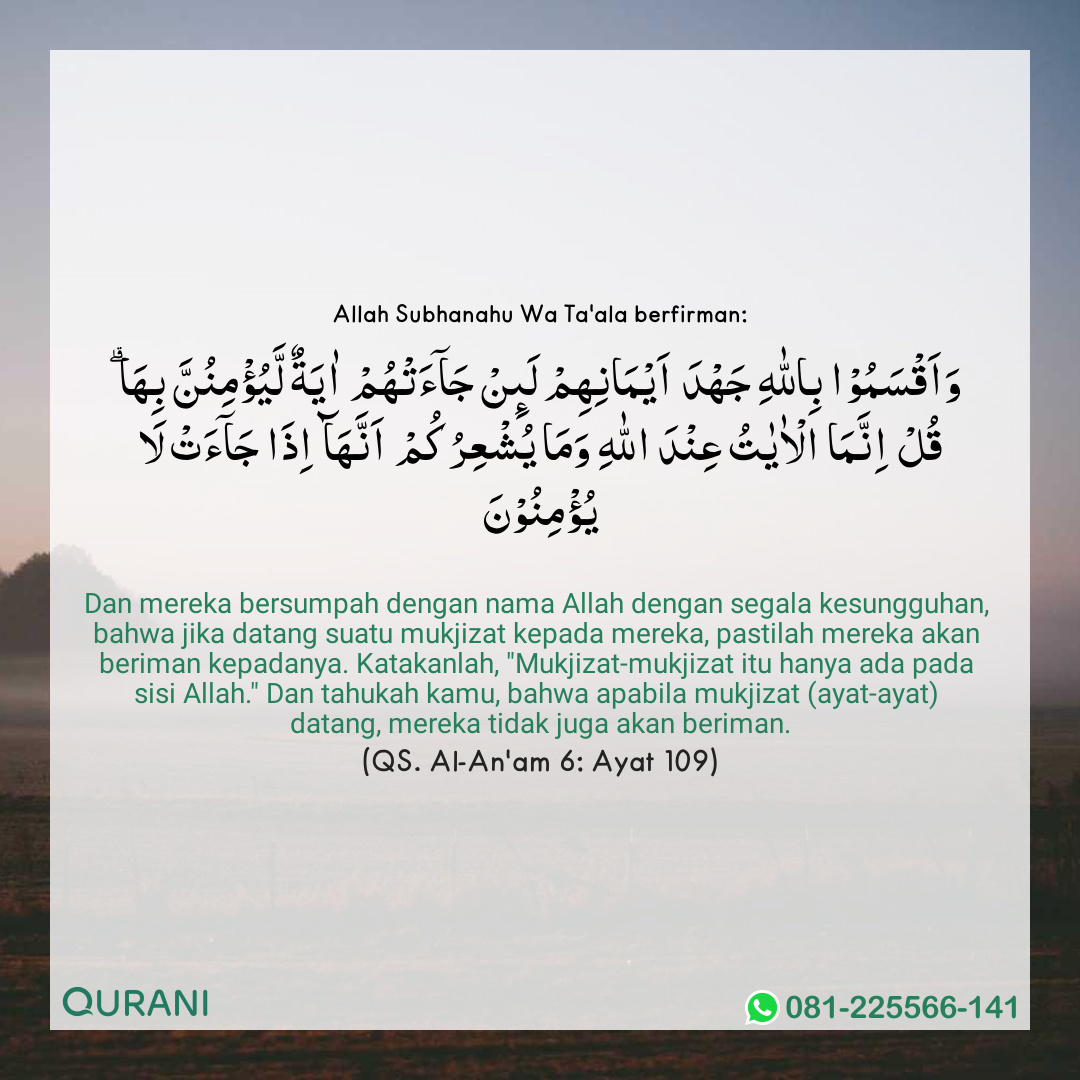 Allah Subhanahu Wa Ta'ala berfirman:
وَاَقْسَمُوْا بِاللّٰهِ جَهْدَ اَيْمَانِهِمْ لَىِٕنْ جَآءَتْهُمْ اٰيَةٌ لَّيُؤْمِنُنَّ بِهَاۗ
قُلْ اِنَّمَا الْاٰيٰتُ عِنْدَ اللّٰهِ وَمَا يُشْعِرُكُمْ اَنَّهَآ اِذَا جَآءَتْ لَا
يُؤْمِنُوْنَ
Dan mereka bersumpah dengan nama Allah dengan segala kesungguhan,
bahwa jika datang suatu mukjizat kepada mereka, pastilah mereka akan
beriman kepadanya. Katakanlah, "Mukjizat-mukjizat itu hanya ada pada
sisi Allah." Dan tahukah kamu, bahwa apabila mukjizat (ayat-ayat)
datang, mereka tidak juga akan beriman.
(QS. Al-An'am 6: Ayat 109)
QURANI
081-225566-141